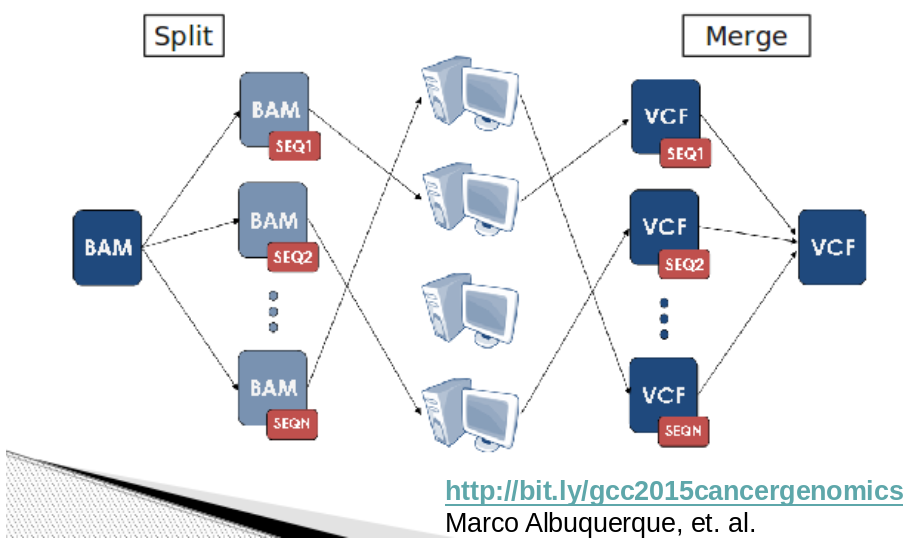 Split
Merge
BAM
SEQ1
VCF
SEQ1
BAM
BAM
SEQ2
VCF
SEQ2
VCF
BAM
SEQN
VCF
SEQN
http://bit.ly/gcc2015cancergenomics
Marco Albuquerque, et. al.